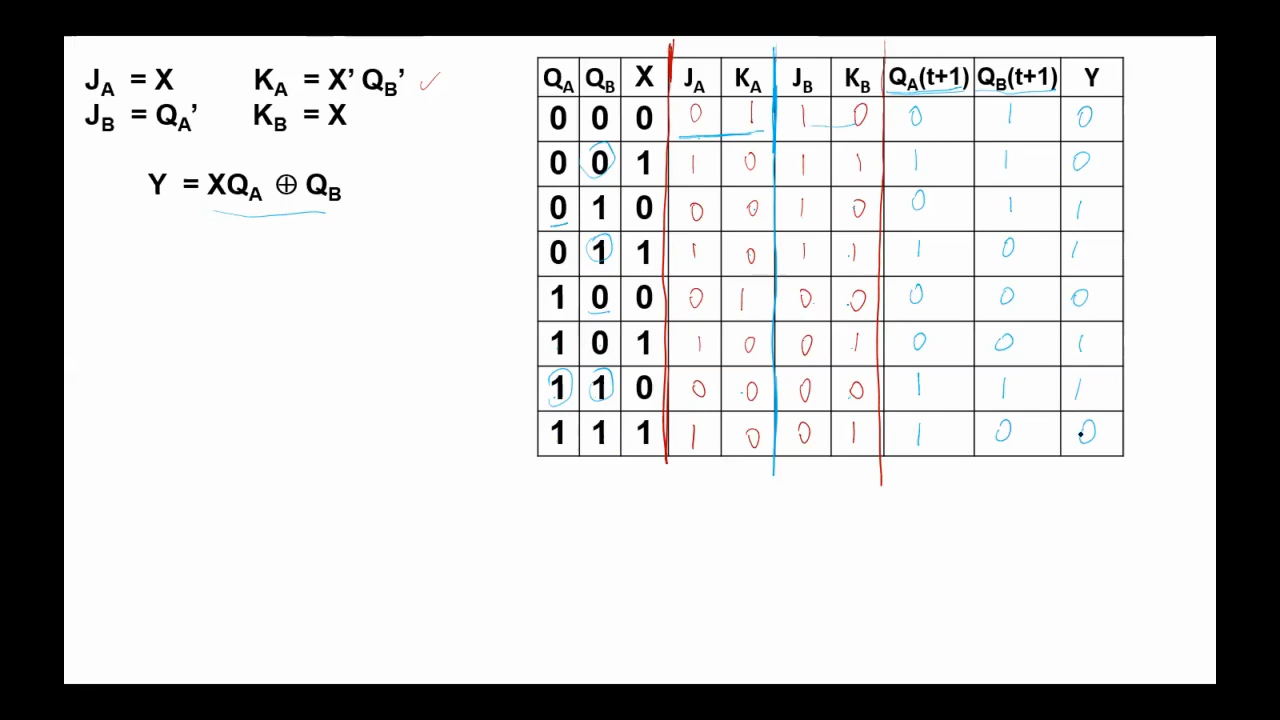 J_A = X K_A = X' Q_B' ✓
J_B = Q_A' K_B = X
Y = XQ_A ⊕ Q_B
Q_A Q_B X J_A K_A J_B K_B Q_A(t+1) Q_B(t+1) Y
0 0 0 0 1 1 0 0 1 0
0 0 1 1 0 1 1 1 1 0
0 1 0 0 0 1 0 0 1 1
0 1 1 1 0 1 1 1 0 1
1 0 0 0 1 0 0 0 0 0
1 0 1 1 0 0 1 0 0 1
1 1 0 0 0 0 0 1 1 1
1 1 1 1 0 0 1 1 0 0